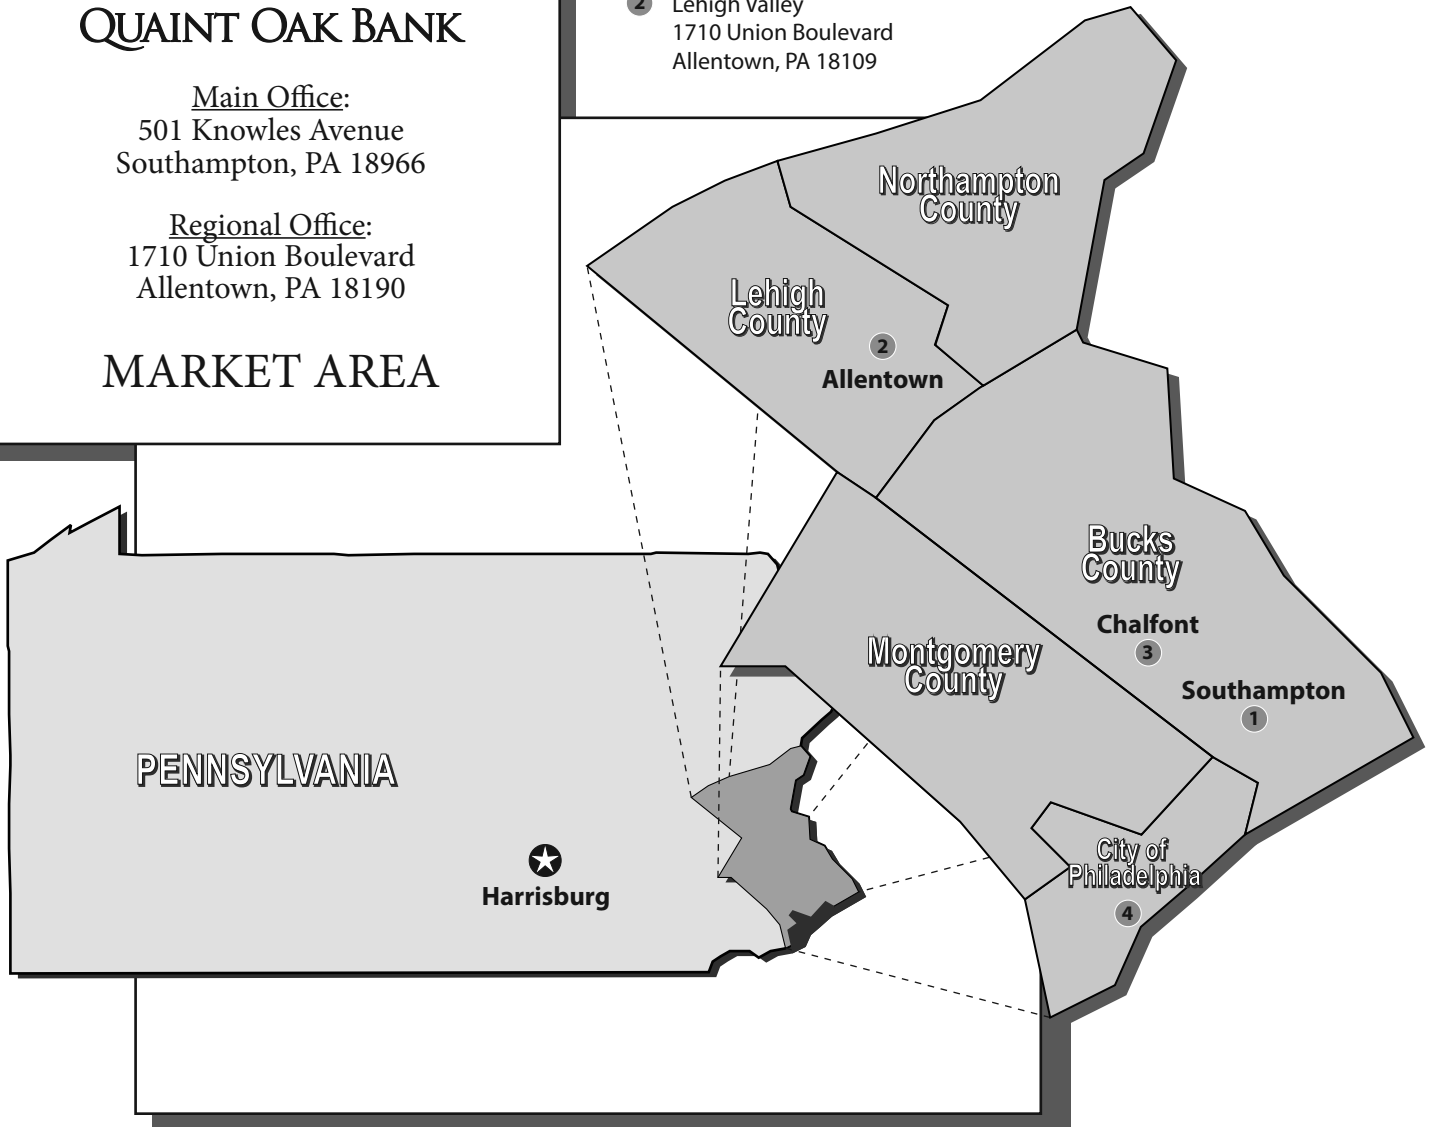 QUAINT OAK BANK
Main Office:
501 Knowles Avenue
Southampton, PA 18966
Regional Office:
1710 Union Boulevard
Allentown, PA 18190
MARKET AREA
2 Lehigh Valley
1710 Union Boulevard
Allentown, PA 18109
Northampton
County
Lehigh
County
2
Allentown
Bucks
County
Chalfont
3
Southampton
1
Montgomery
County
City of
Philadelphia
4
PENNSYLVANIA
Harrisburg